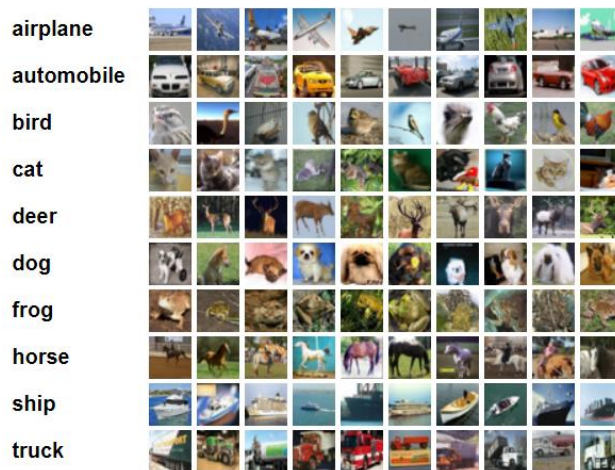 airplane
automobile
bird
cat
deer
dog
frog
horse
ship
truck